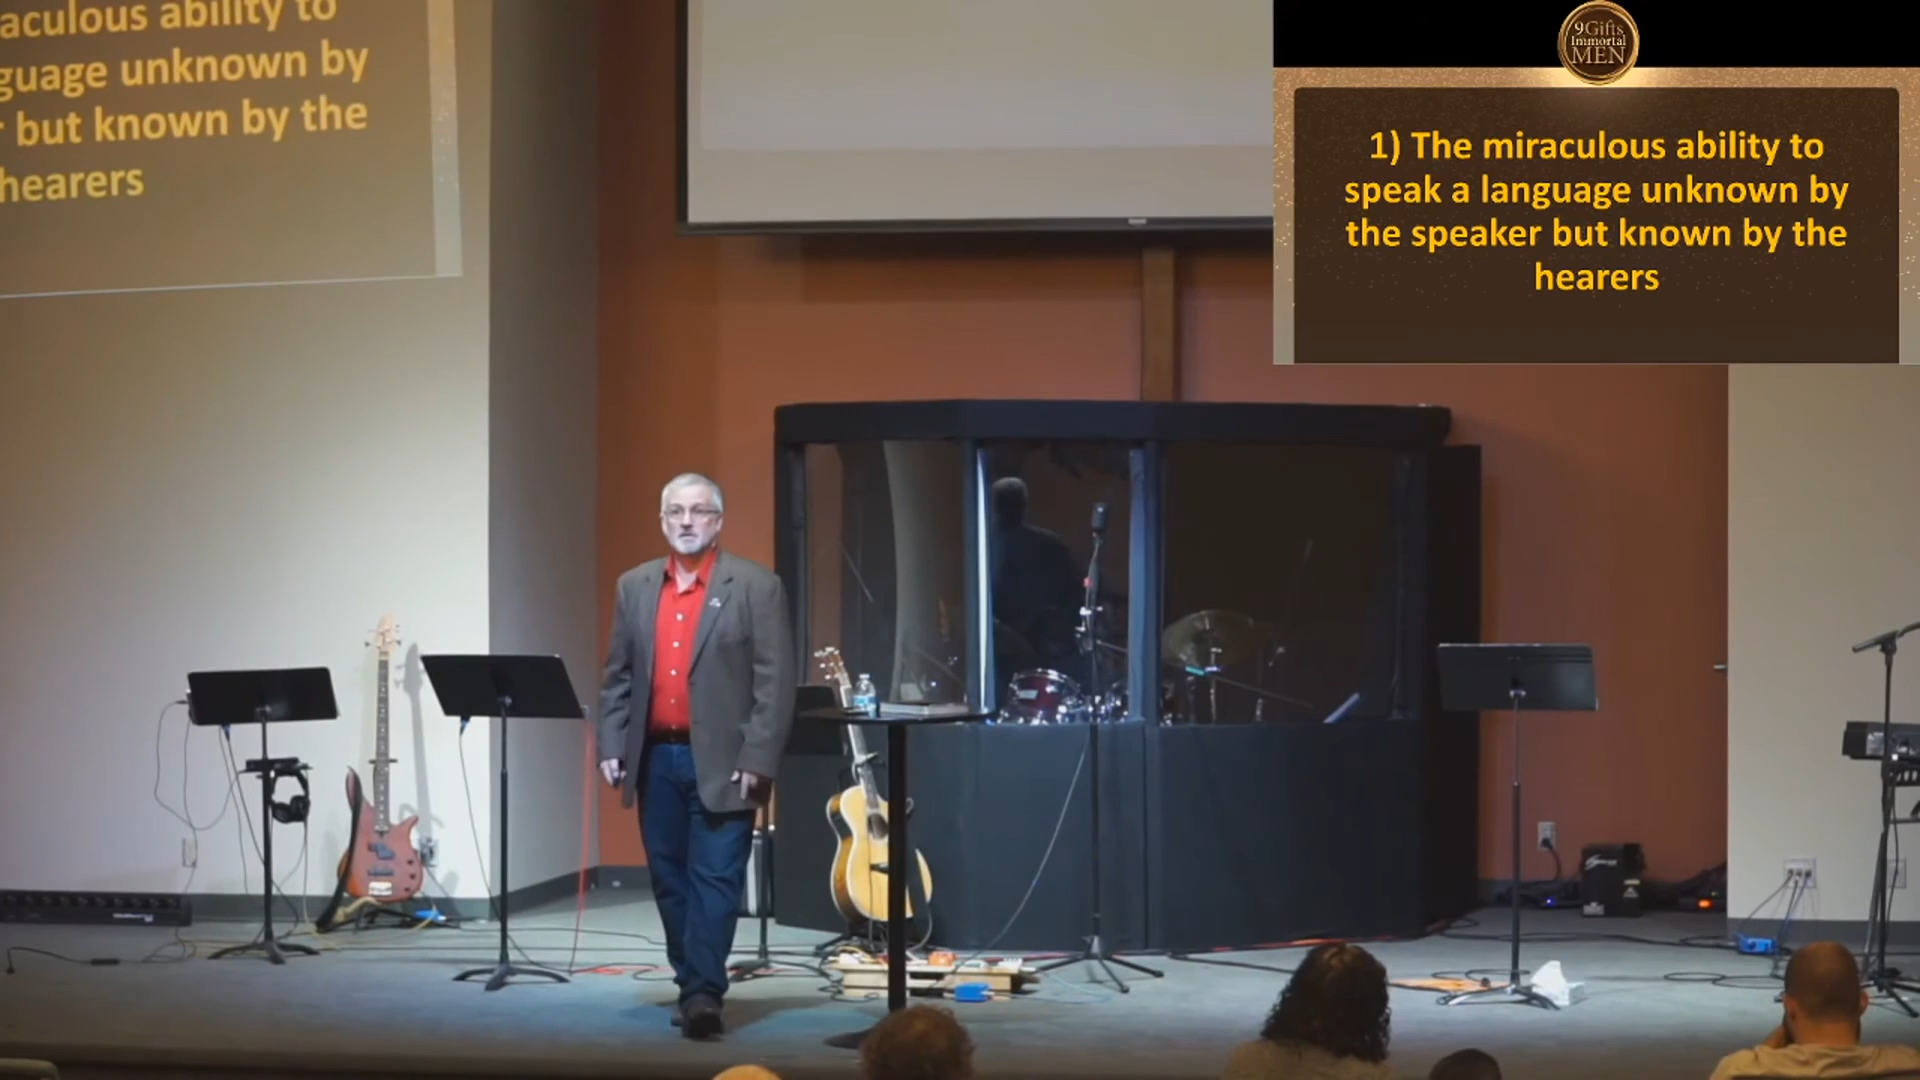 aculous ability to
guage unknown by
but known by the
hearers
9Gifts
Immortal
MEN
1) The miraculous ability to
speak a language unknown by
the speaker but known by the
hearers